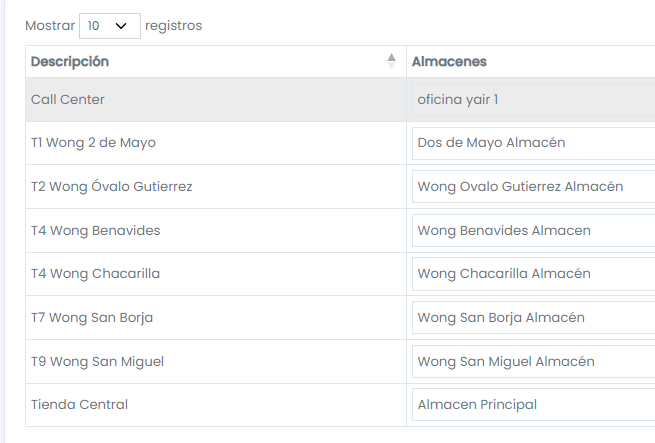 Mostrar 10 registros
Descripción Almacenes
Call Center oficina yair 1
T1 Wong 2 de Mayo Dos de Mayo Almacén
T2 Wong Óvalo Gutierrez Wong Ovalo Gutierrez Almacén
T4 Wong Benavides Wong Benavides Almacen
T4 Wong Chacarilla Wong Chacarilla Almacén
T7 Wong San Borja Wong San Borja Almacén
T9 Wong San Miguel Wong San Miguel Almacén
Tienda Central Almacen Principal